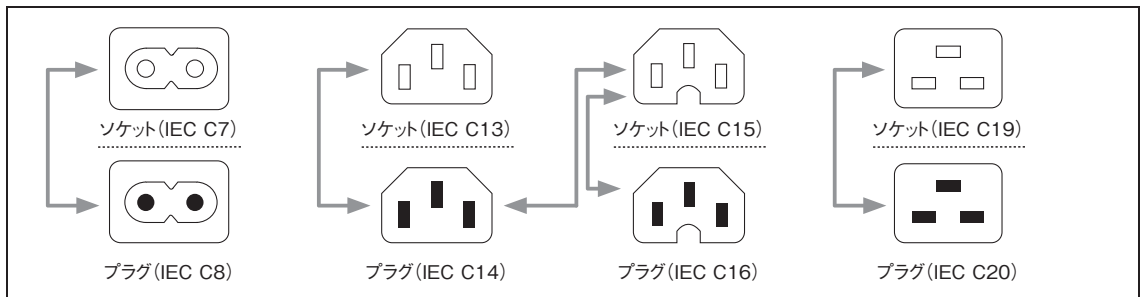 ソケット（IEC C7）
ソケット（IEC C13）
ソケット（IEC C15）
ソケット（IEC C19）
プラグ（IEC C8）
プラグ（IEC C14）
プラグ（IEC C16）
プラグ（IEC C20）